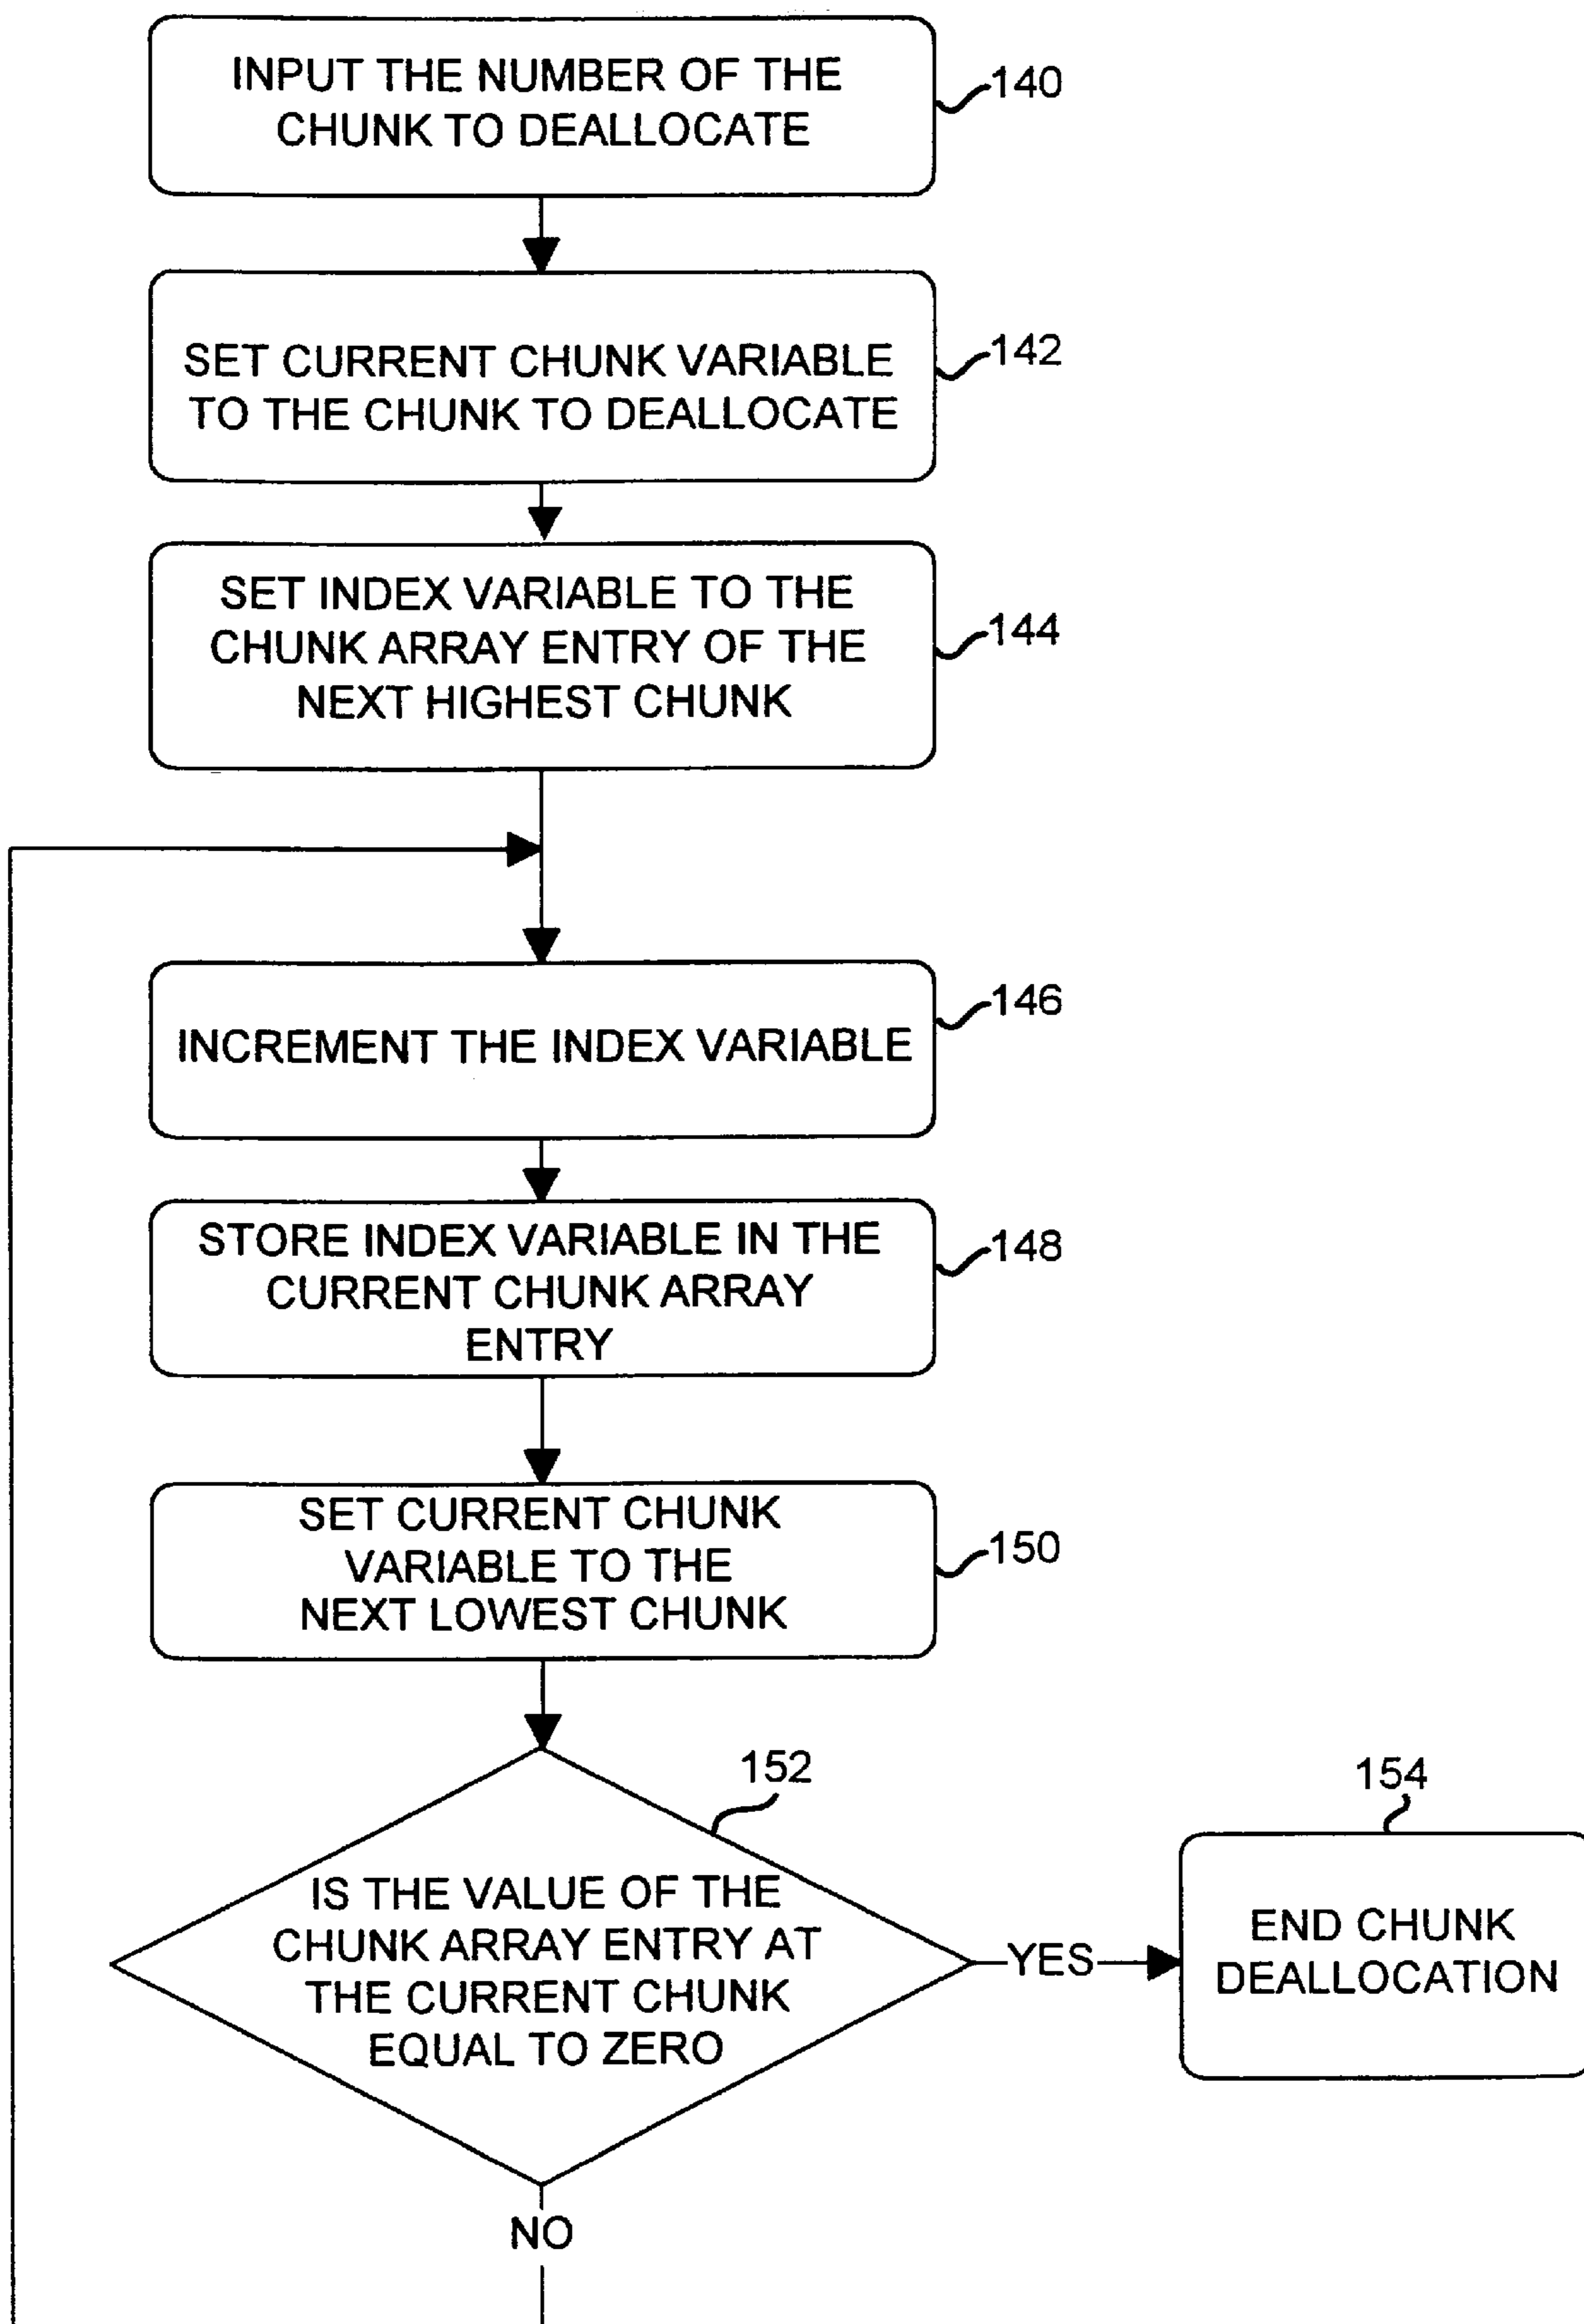 INPUT THE NUMBER OF THE
CHUNK TO DEALLOCATE
140
SET CURRENT CHUNK VARIABLE
TO THE CHUNK TO DEALLOCATE
142
SET INDEX VARIABLE TO THE
CHUNK ARRAY ENTRY OF THE
NEXT HIGHEST CHUNK
144
INCREMENT THE INDEX VARIABLE
146
STORE INDEX VARIABLE IN THE
CURRENT CHUNK ARRAY
ENTRY
148
SET CURRENT CHUNK
VARIABLE TO THE
NEXT LOWEST CHUNK
150
152
IS THE VALUE OF THE
CHUNK ARRAY ENTRY AT
THE CURRENT CHUNK
EQUAL TO ZERO
YES
154
END CHUNK
DEALLOCATION
NO